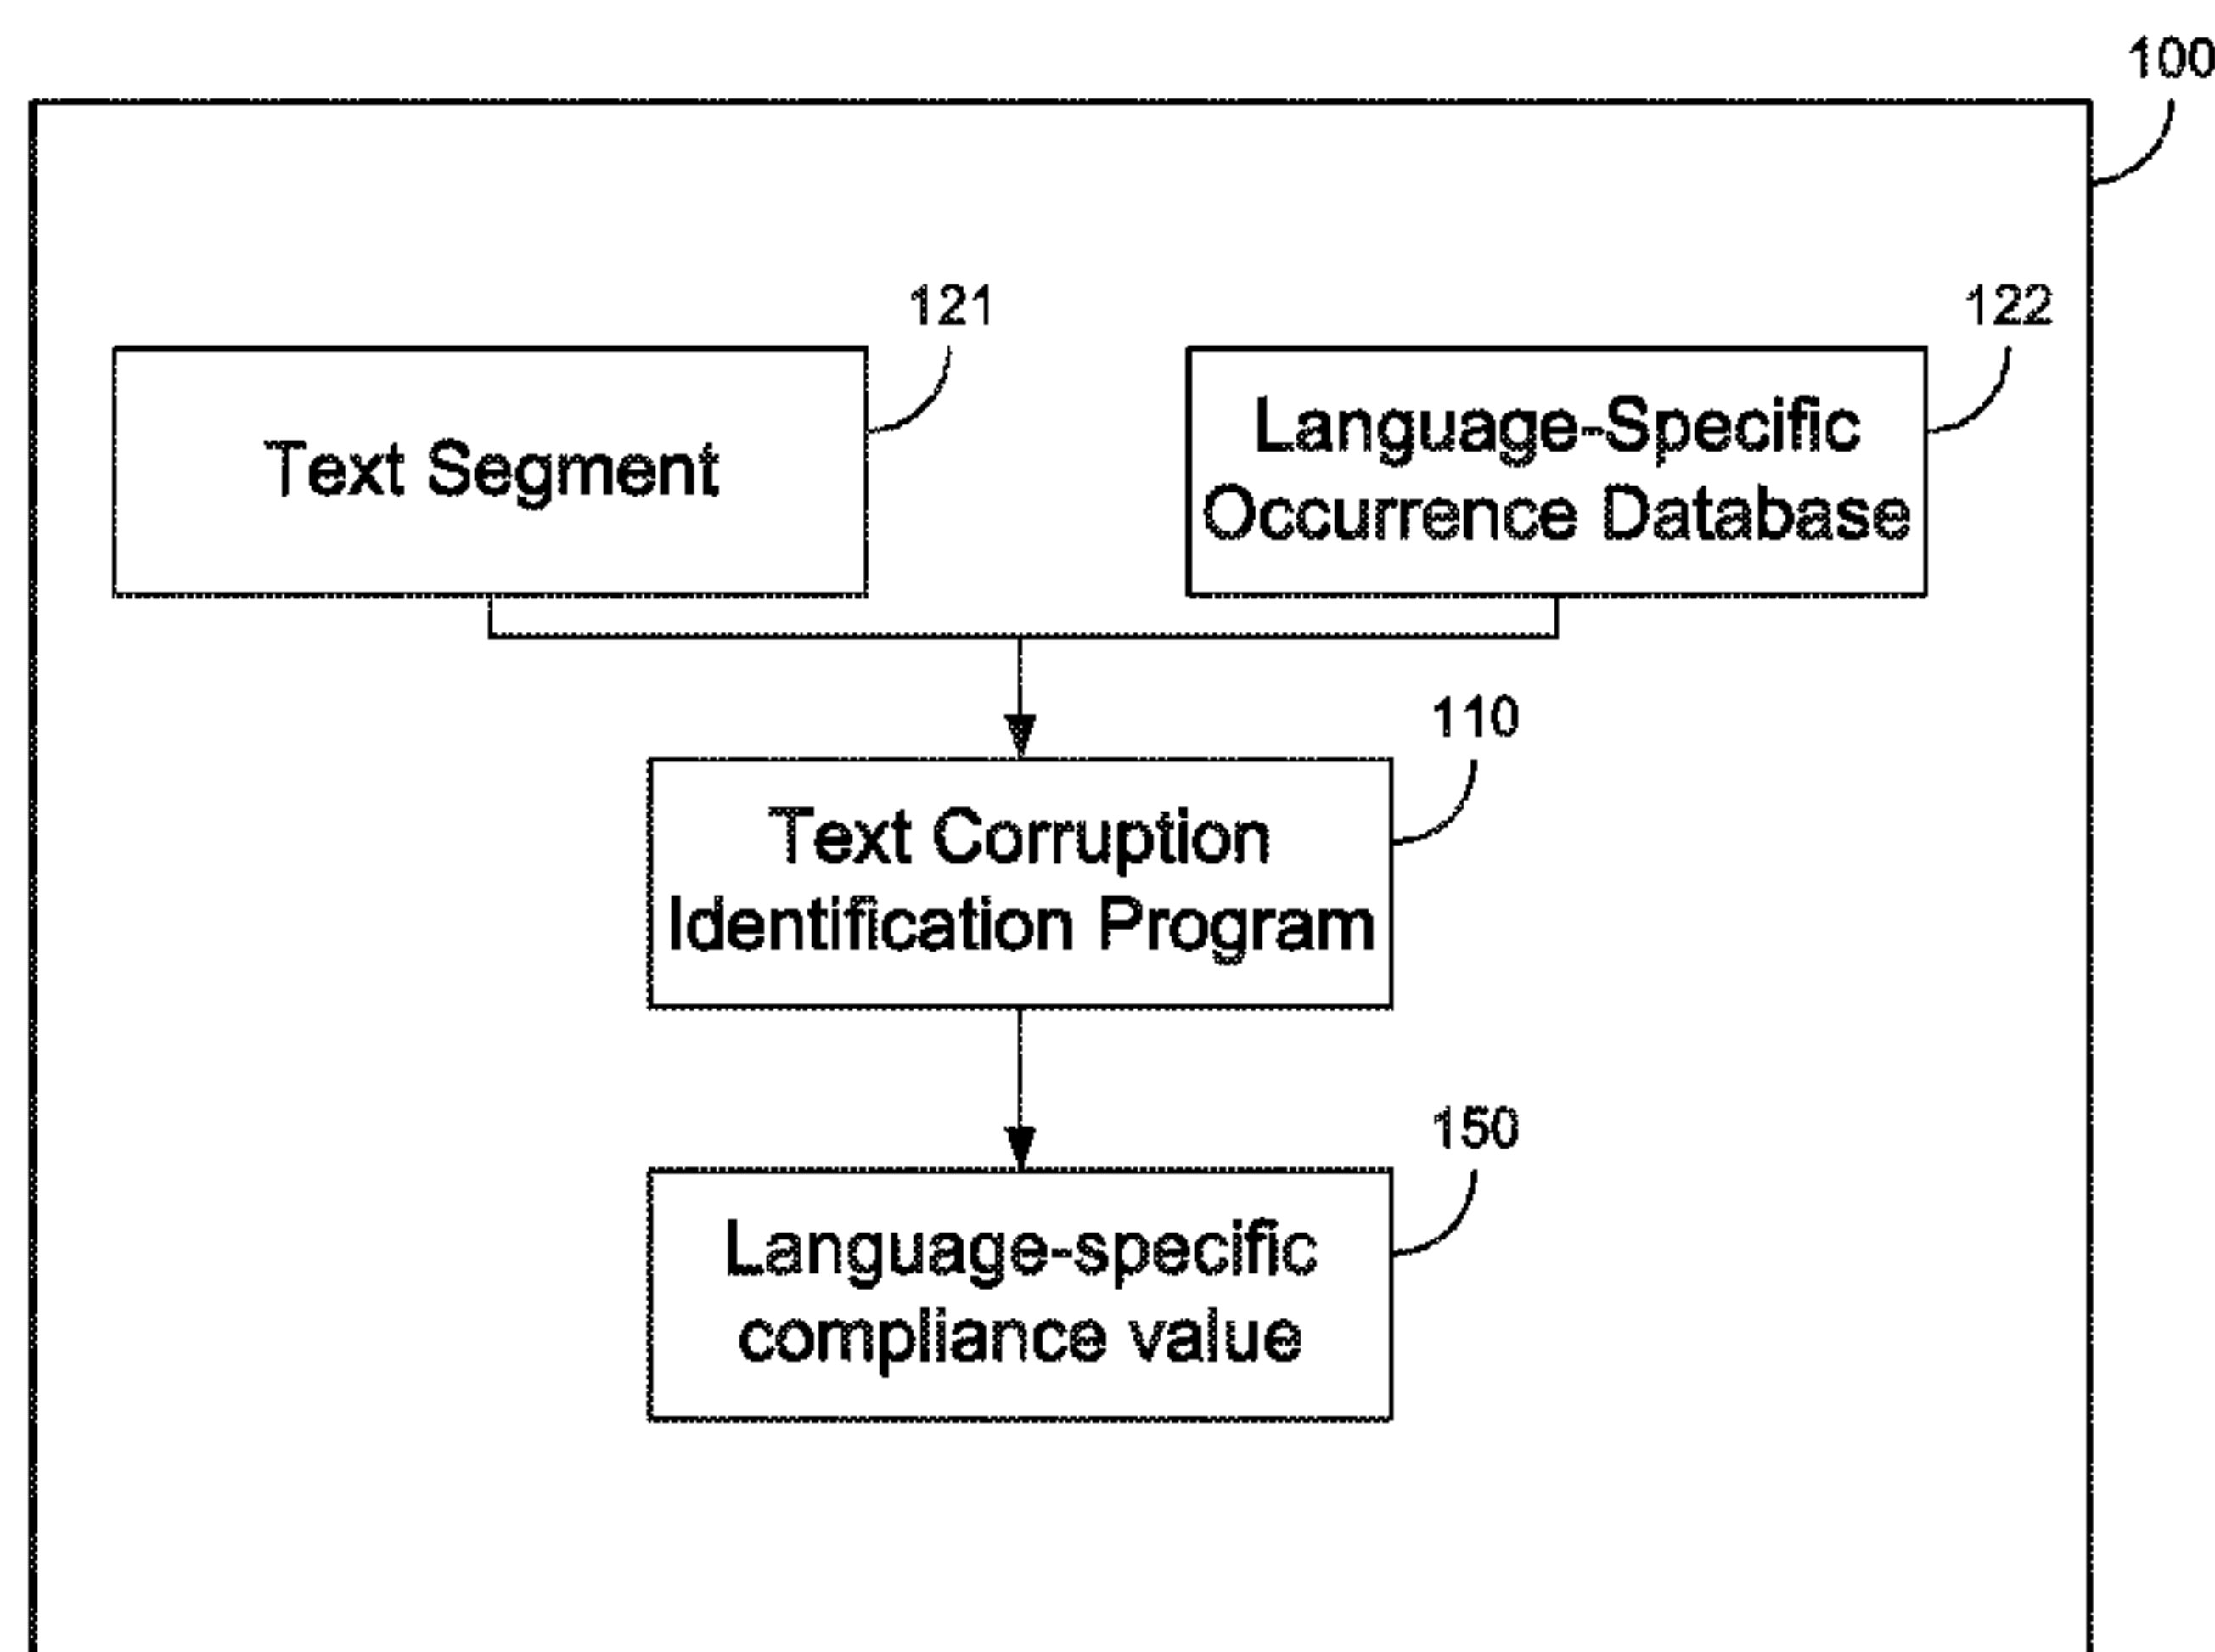 100
121
122
Text Segment
Language-Specific
Occurrence Database
110
Text Corruption
Identification Program
150
Language-specific
compliance value